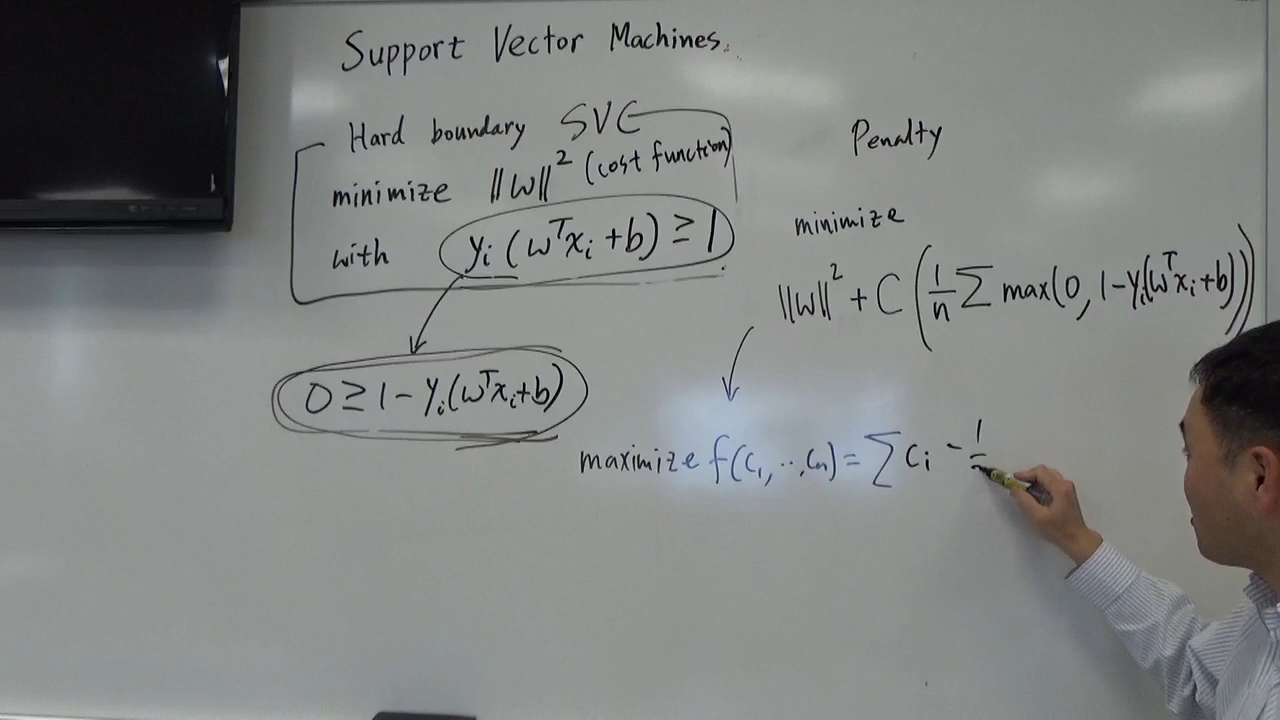 Support Vector Machines.
Hard boundary SVC
minimize ||w||² (cost function)
with yᵢ(wᵀxᵢ+b) ≥ 1
0 ≥ 1 - yᵢ(wᵀxᵢ+b)
Penalty
minimize
||w||² + C (1/n Σ max(0, 1-yᵢ(wᵀxᵢ+b)))
maximize f(c₁, ‥, cₙ) = Σ cᵢ - 1